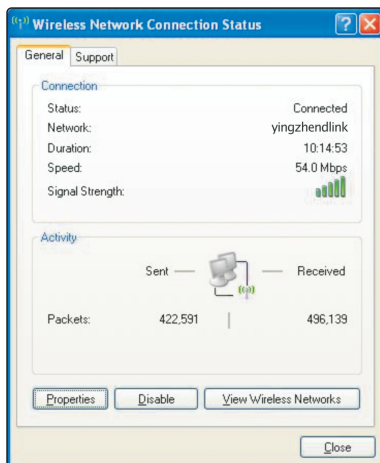 Wireless Network Connection Status
General Support
Connection
Status: Connected
Network: yingzhendlink
Duration: 10:14:53
Speed: 54.0 Mbps
Signal Strength:
Activity
Sent — — Received
Packets: 422,591 | 496,139
Properties Disable View Wireless Networks
Close